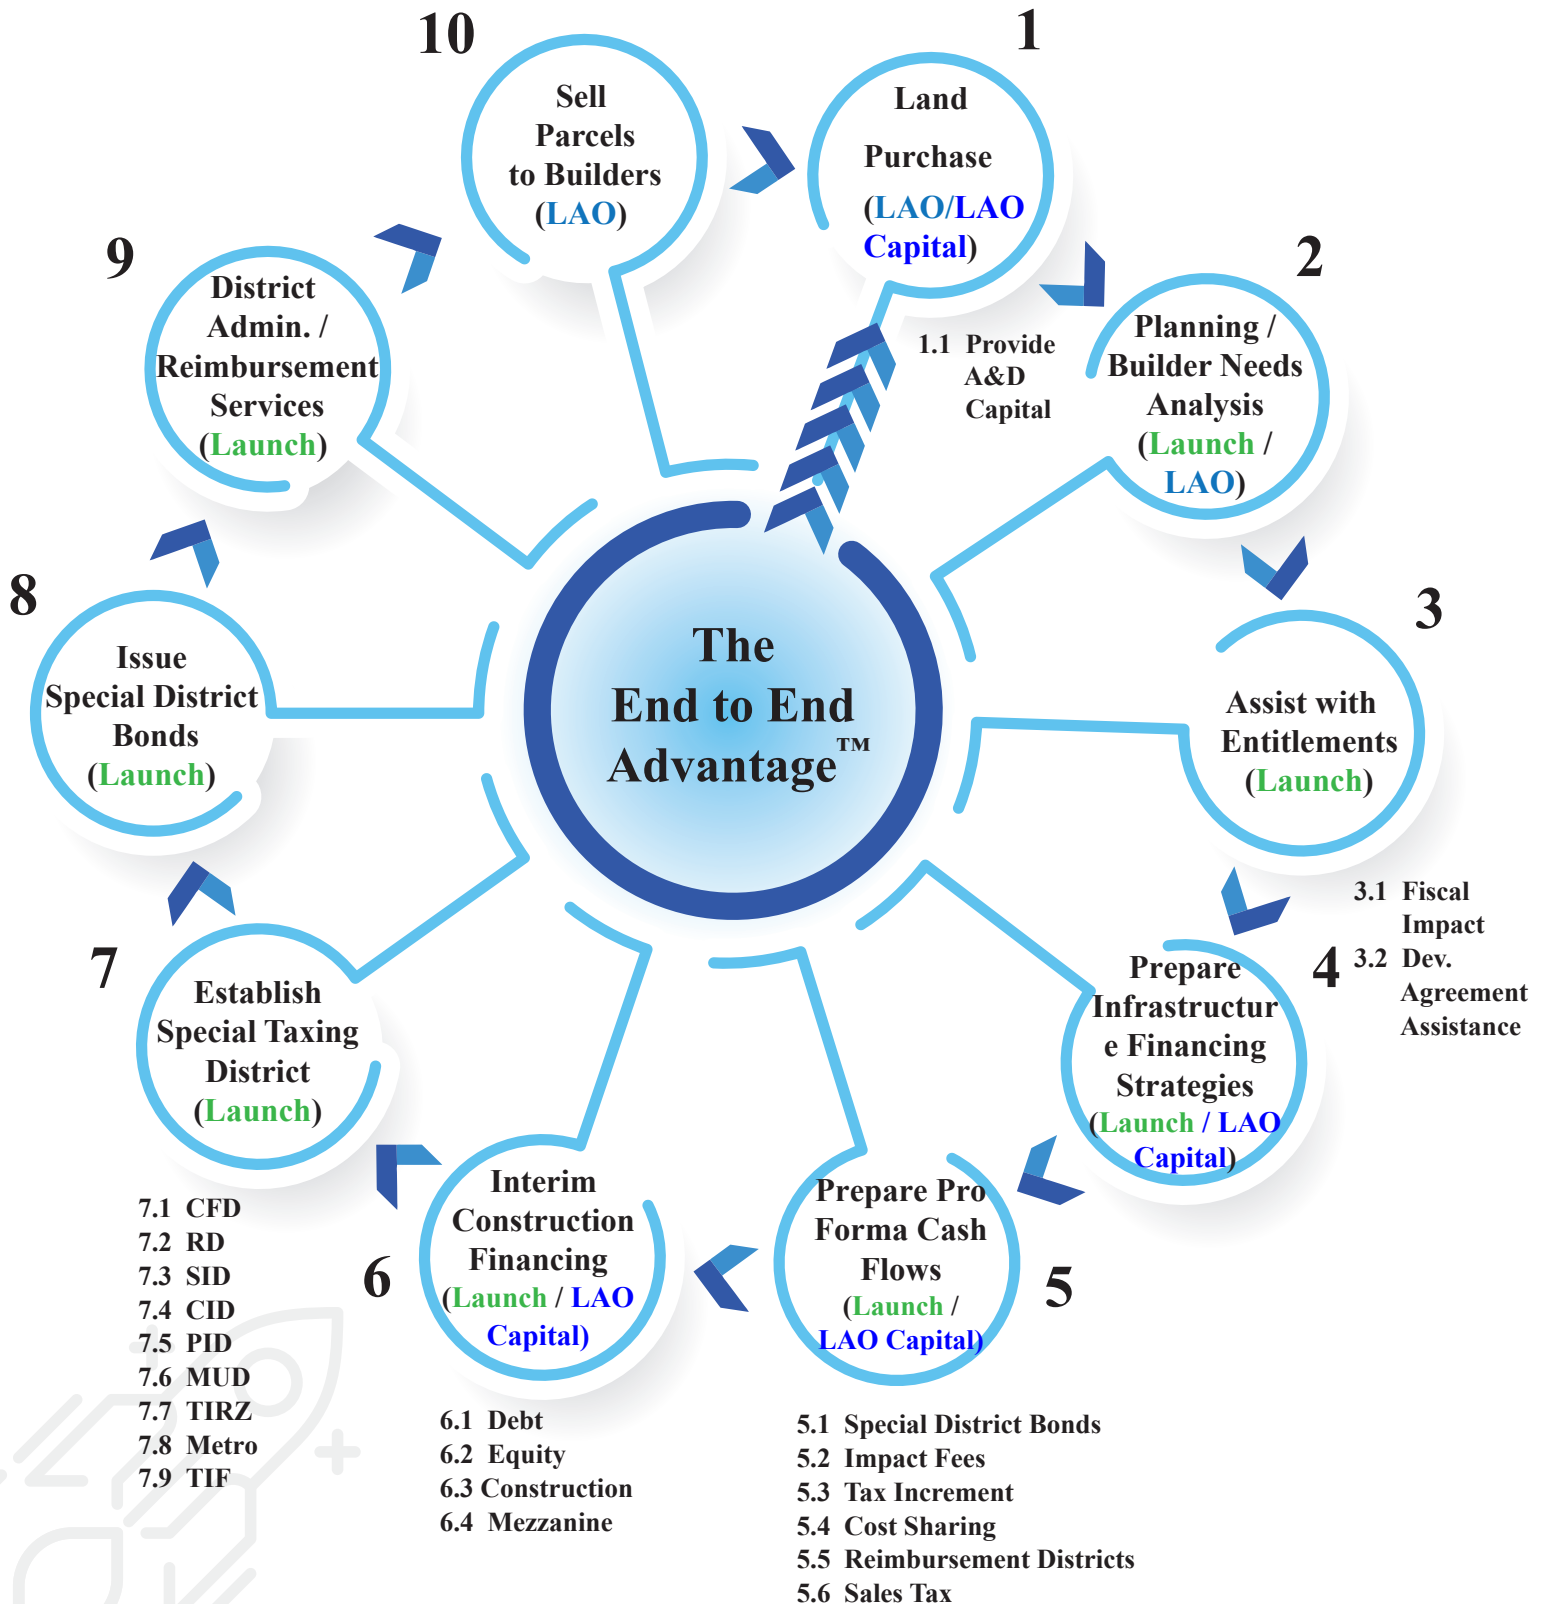 The
End to End
Advantage™
1
Land
Purchase
(LAO/LAO
Capital)
1.1 Provide
A&D
Capital
2
Planning /
Builder Needs
Analysis
(Launch /
LAO)
3
Assist with
Entitlements
(Launch)
3.1 Fiscal
Impact
3.2 Dev.
Agreement
Assistance
4
Prepare
Infrastructur
e Financing
Strategies
(Launch / LAO
Capital)
5
Prepare Pro
Forma Cash
Flows
(Launch /
LAO Capital)
5.1 Special District Bonds
5.2 Impact Fees
5.3 Tax Increment
5.4 Cost Sharing
5.5 Reimbursement Districts
5.6 Sales Tax
6
Interim
Construction
Financing
(Launch / LAO
Capital)
6.1 Debt
6.2 Equity
6.3 Construction
6.4 Mezzanine
7
Establish
Special Taxing
District
(Launch)
7.1 CFD
7.2 RD
7.3 SID
7.4 CID
7.5 PID
7.6 MUD
7.7 TIRZ
7.8 Metro
7.9 TIF
8
Issue
Special District
Bonds
(Launch)
9
District
Admin. /
Reimbursement
Services
(Launch)
10
Sell
Parcels
to Builders
(LAO)